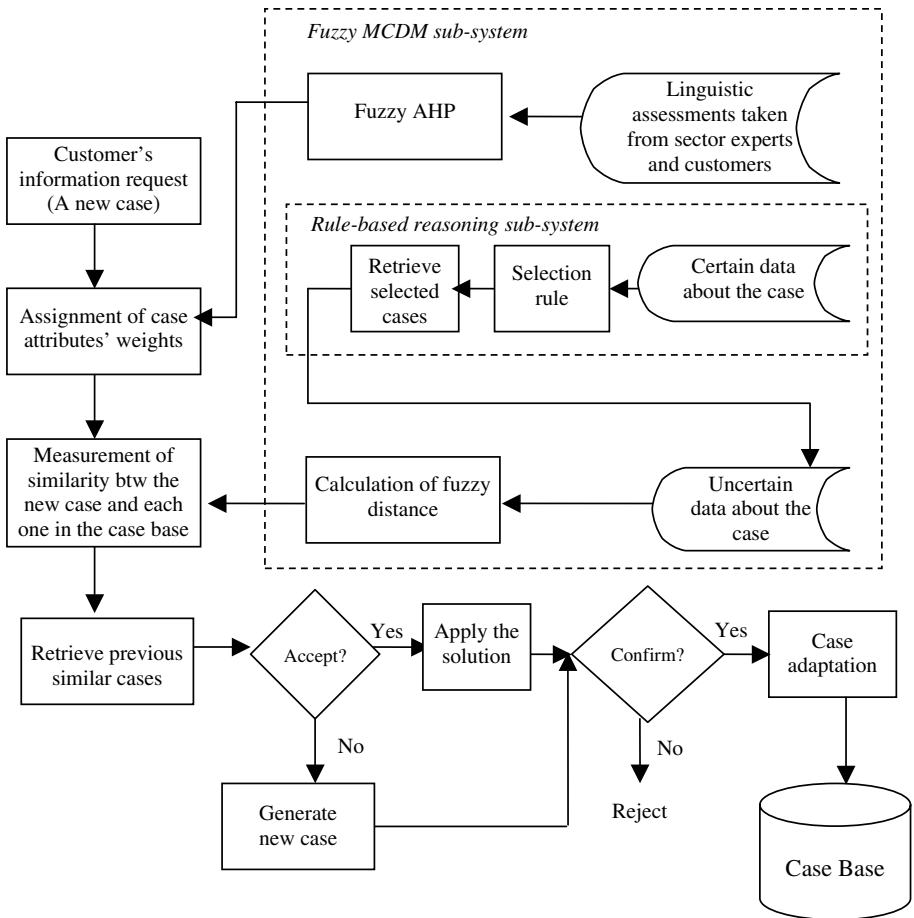 Fuzzy MCDM sub-system
Fuzzy AHP
Linguistic
assessments taken
from sector experts
and customers
Customer's
information request
(A new case)
Rule-based reasoning sub-system
Retrieve
selected
cases
Selection
rule
Certain data
about the case
Assignment of case
attributes' weights
Measurement of
similarity btw the
new case and each
one in the case base
Calculation of fuzzy
distance
Uncertain
data about the
case
Retrieve previous
similar cases
Accept?
Yes
Apply the
solution
Confirm?
Yes
Case
adaptation
No
No
Generate
new case
Reject
Case Base